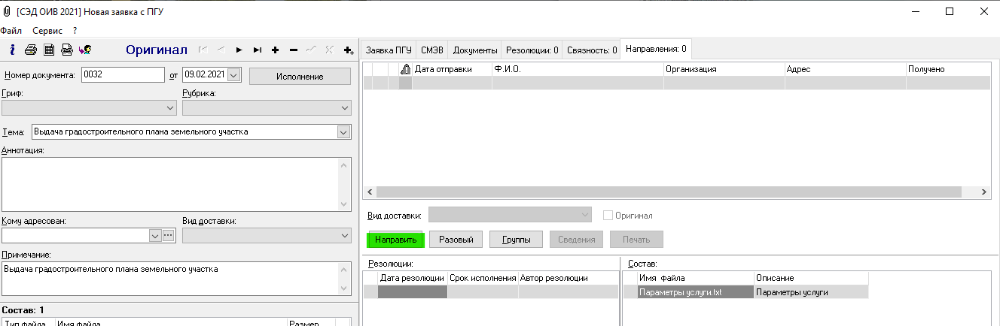 [СЭД ОИВ 2021] Новая заявка с ПГУ
Файл Сервис ?
Оригинал
Номер документа: 0032 от 09.02.2021 Исполнение
Гриф: Рубрика:
Тема: Выдача градостроительного плана земельного участка
Аннотация:
Кому адресован: Вид доставки:
Примечание:
Выдача градостроительного плана земельного участка
Состав: 1
Тип файла Имя файла Размер
Заявка ПГУ СМЭВ Документы Резолюции: 0 Связность: 0 Направления: 0
Дата отправки Ф.И.О. Организация Адрес Получено
Вид доставки: Оригинал
Направить Разовый Группы Сведения Печать
Резолюции:
Дата резолюции Срок исполнения Автор резолюции
Состав:
Имя файла Описание
Параметры услуги.txt Параметры услуги